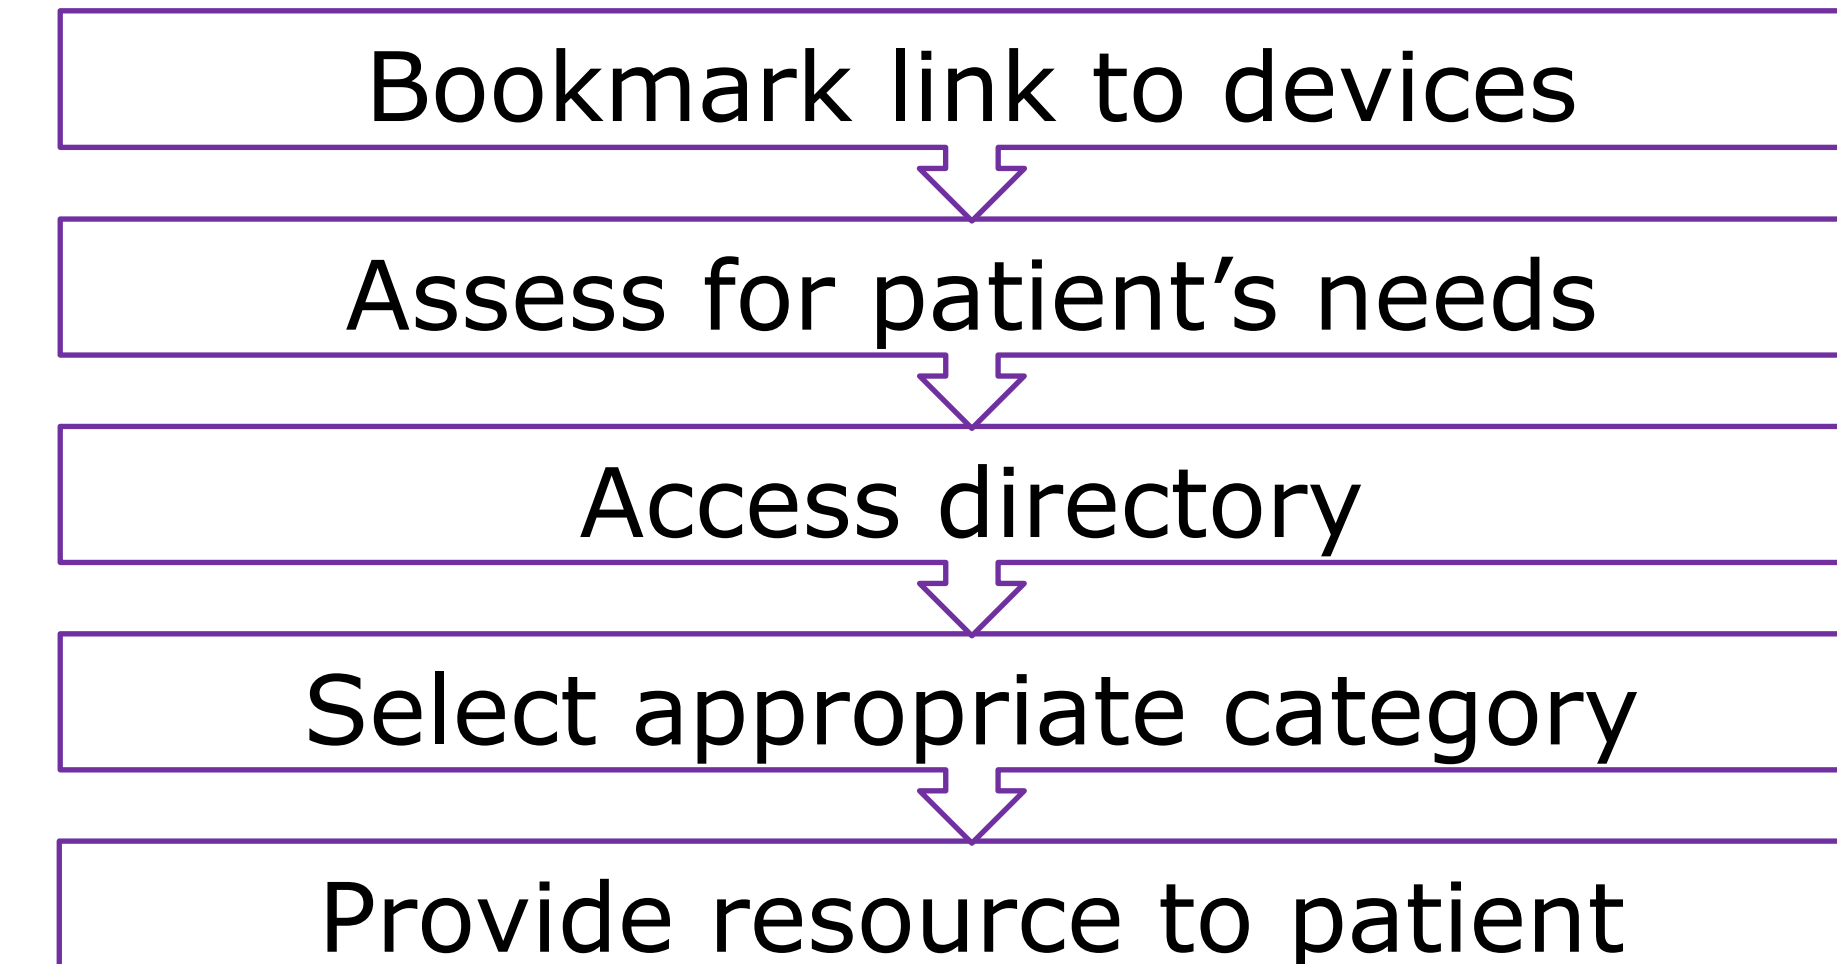 Bookmark link to devices
Assess for patient’s needs
Access directory
Select appropriate category
Provide resource to patient